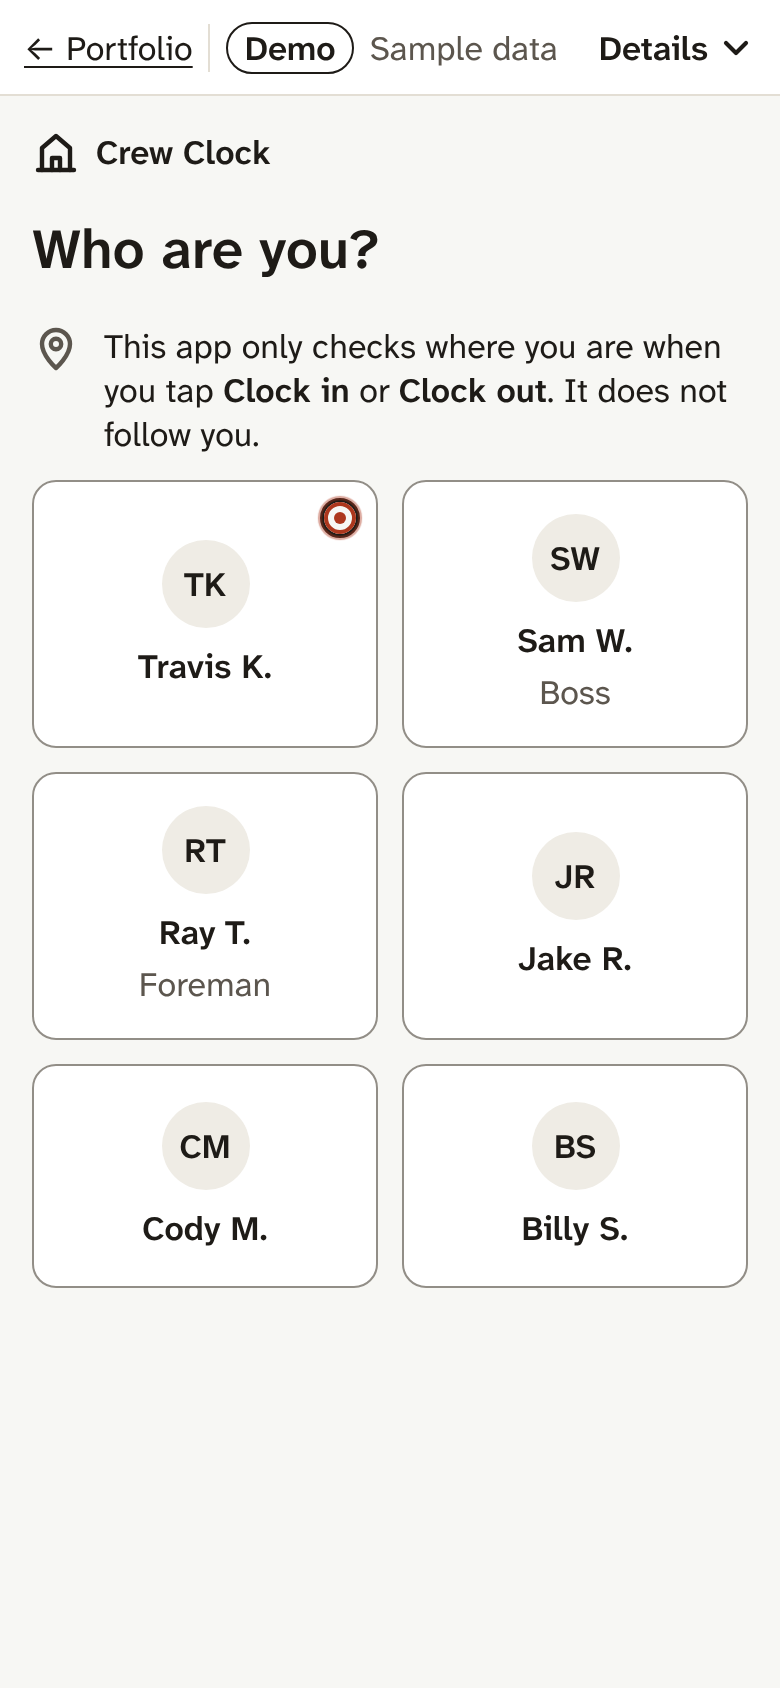 ← Portfolio Demo Sample data Details
Crew Clock
Who are you?
This app only checks where you are when
you tap Clock in or Clock out. It does not
follow you.
TK
Travis K.
SW
Sam W.
Boss
RT
Ray T.
Foreman
JR
Jake R.
CM
Cody M.
BS
Billy S.